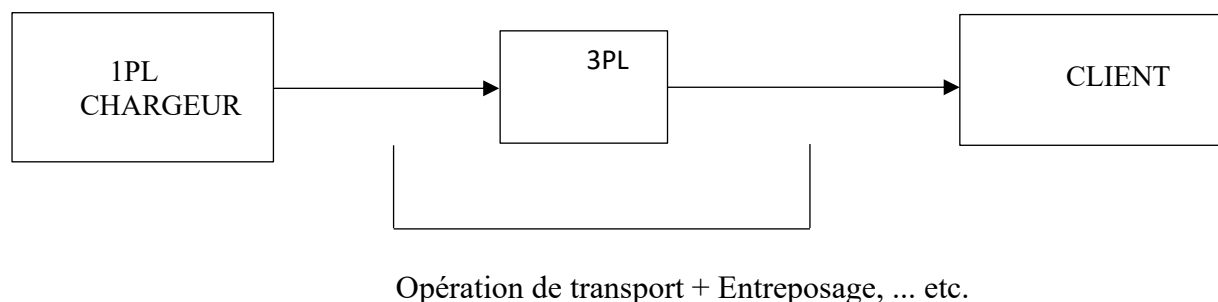 1PL
CHARGEUR
3PL
CLIENT
Opération de transport + Entreposage, ... etc.